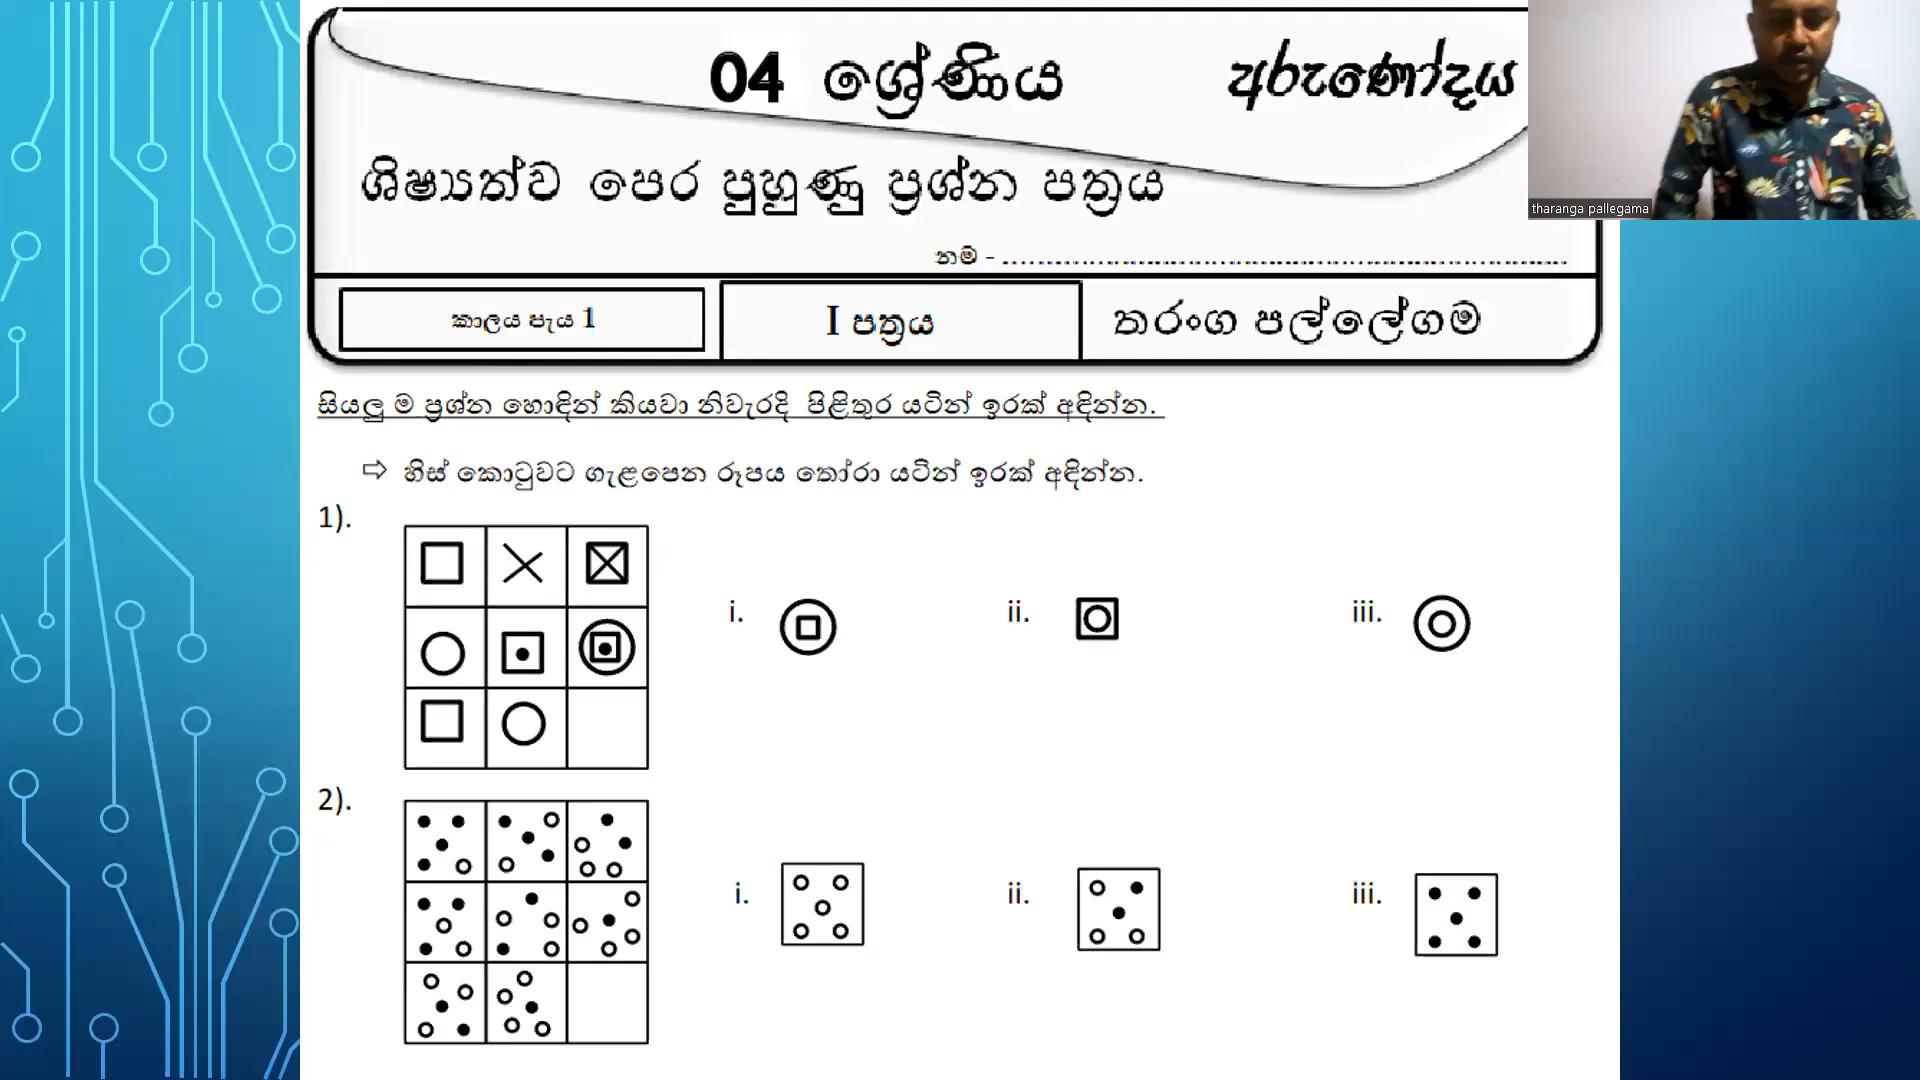 04 ශ්‍රේණිය
අරුණෝදය
ශිෂ්‍යත්ව පෙර පුහුණු ප්‍රශ්න පත්‍රය
නම - ........................................................................
කාලය පැය 1
I පත්‍රය
තරංග පල්ලේගම
tharanga pallegama
සියලු ම ප්‍රශ්න හොඳින් කියවා නිවැරදි පිළිතුර යටින් ඉරක් අඳින්න.
⇨ හිස් කොටුවට ගැළපෙන රූපය තෝරා යටින් ඉරක් අඳින්න.
1).
i. ii. iii.
2).
i. ii. iii.